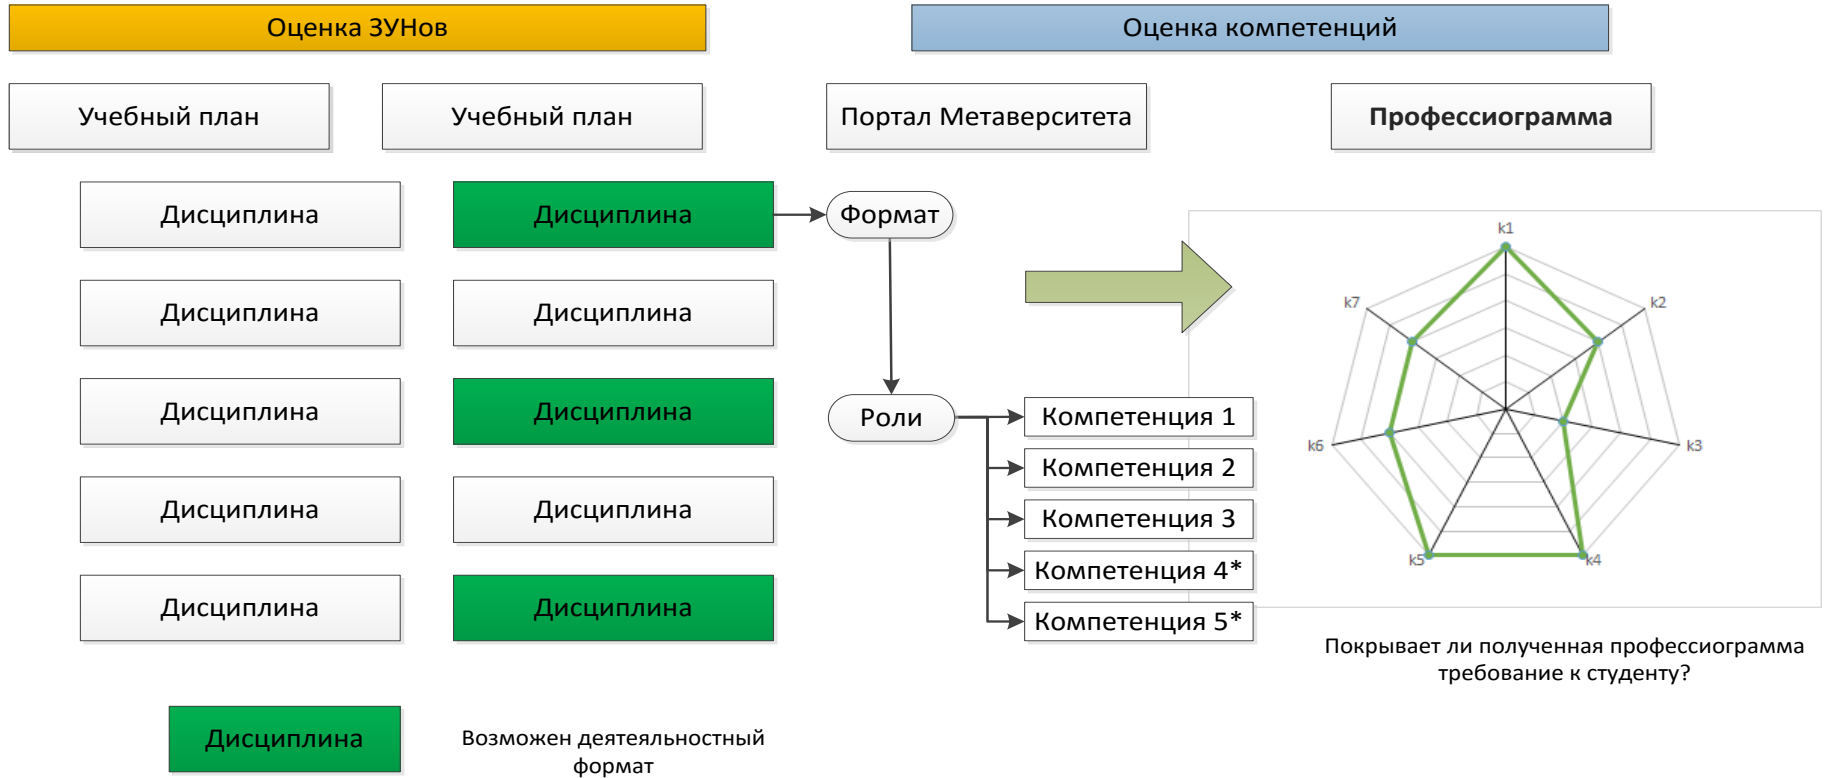 Оценка ЗУНов
Оценка компетенций
Учебный план
Учебный план
Портал Метаверситета
Профессиограмма
Дисциплина
Дисциплина
Формат
Дисциплина
Дисциплина
Дисциплина
Дисциплина
Роли
Дисциплина
Дисциплина
Дисциплина
Дисциплина
Компетенция 1
Компетенция 2
Компетенция 3
Компетенция 4*
Компетенция 5*
k1
k2
k3
k4
k5
k6
k7
Покрывает ли полученная профессиограмма
требование к студенту?
Дисциплина
Возможен деятеяльностный
формат